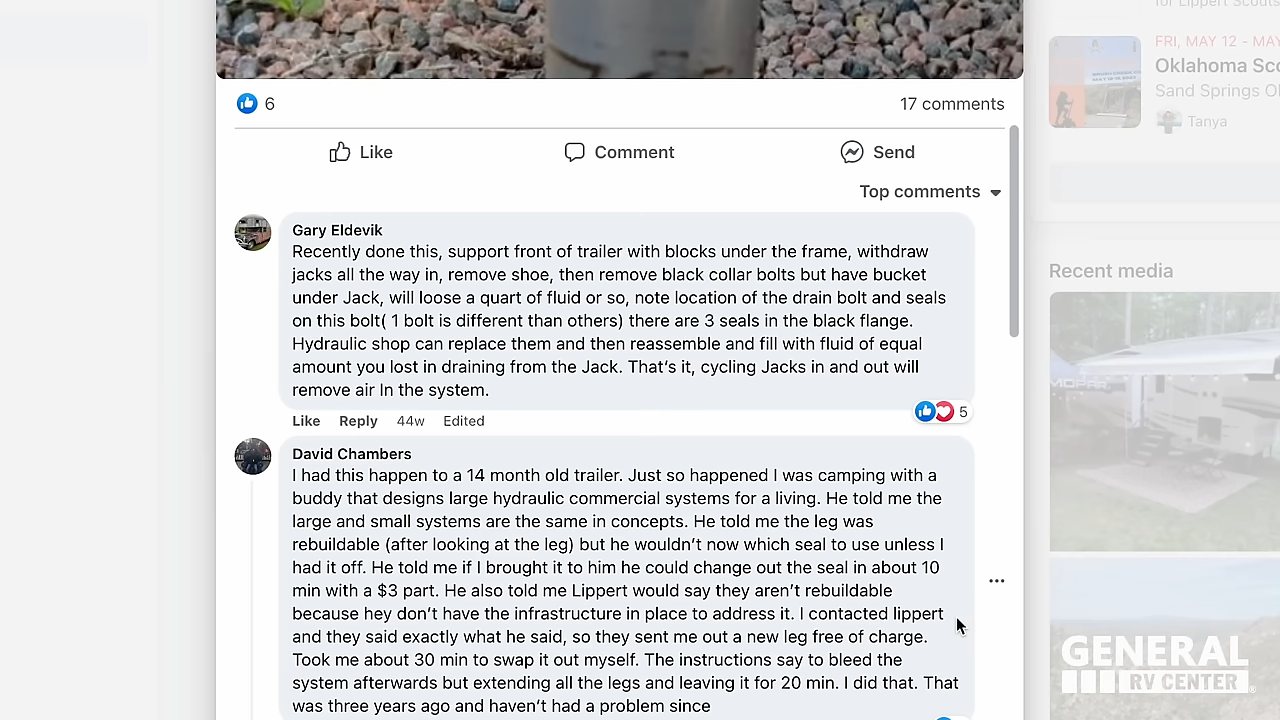 for Lippert Scouts
FRI, MAY 12 - MAY
Oklahoma Sco
Sand Springs Ok
Tanya
6
17 comments
Like
Comment
Send
Top comments
Gary Eldevik
Recently done this, support front of trailer with blocks under the frame, withdraw
jacks all the way in, remove shoe, then remove black collar bolts but have bucket
under Jack, will loose a quart of fluid or so, note location of the drain bolt and seals
on this bolt( 1 bolt is different than others) there are 3 seals in the black flange.
Hydraulic shop can replace them and then reassemble and fill with fluid of equal
amount you lost in draining from the Jack. That's it, cycling Jacks in and out will
remove air In the system.
Like Reply 44w Edited
5
David Chambers
I had this happen to a 14 month old trailer. Just so happened I was camping with a
buddy that designs large hydraulic commercial systems for a living. He told me the
large and small systems are the same in concepts. He told me the leg was
rebuildable (after looking at the leg) but he wouldn't now which seal to use unless I
had it off. He told me if I brought it to him he could change out the seal in about 10
min with a $3 part. He also told me Lippert would say they aren't rebuildable
because hey don't have the infrastructure in place to address it. I contacted lippert
and they said exactly what he said, so they sent me out a new leg free of charge.
Took me about 30 min to swap it out myself. The instructions say to bleed the
system afterwards but extending all the legs and leaving it for 20 min. I did that. That
was three years ago and haven't had a problem since
Recent media
MOPAR
GENERAL
RV CENTER